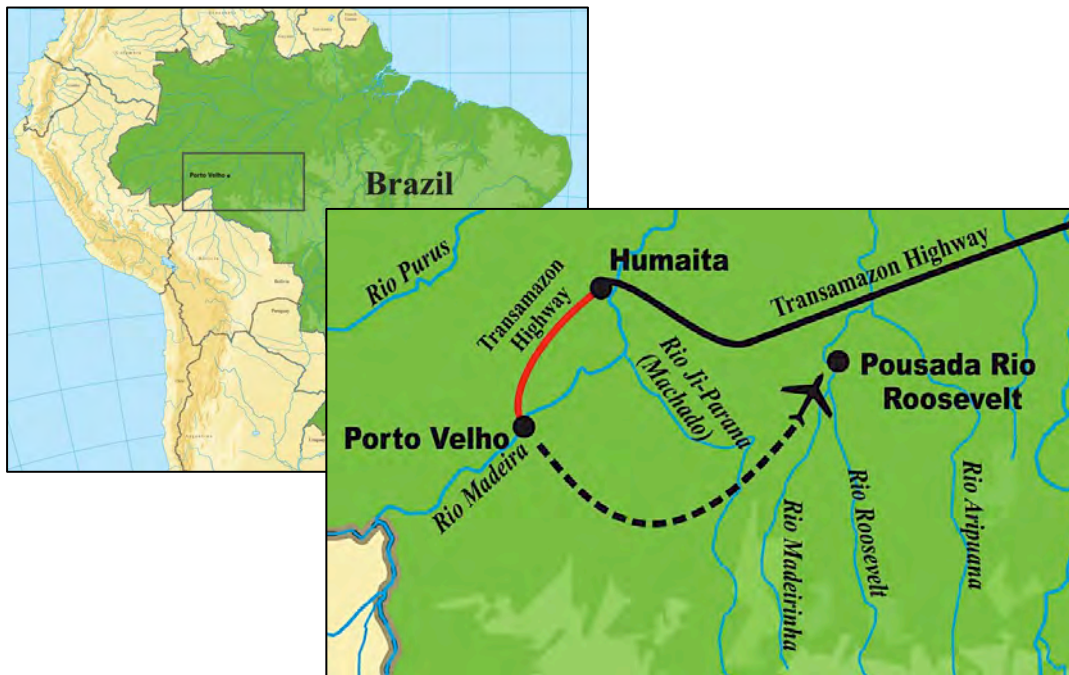 Porto Velho
Brazil
Rio Purus
Humaita
Transamazon
Highway
Transamazon Highway
Rio Ji-Parana
(Machado)
Pousada Rio
Roosevelt
Porto Velho
Rio Madeira
Rio Madeirinha
Rio Roosevelt
Rio Aripuana